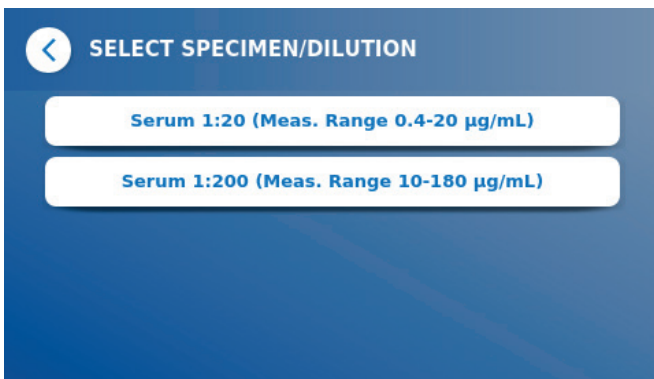 SELECT SPECIMEN/DILUTION
Serum 1:20 (Meas. Range 0.4-20 µg/mL)
Serum 1:200 (Meas. Range 10-180 µg/mL)